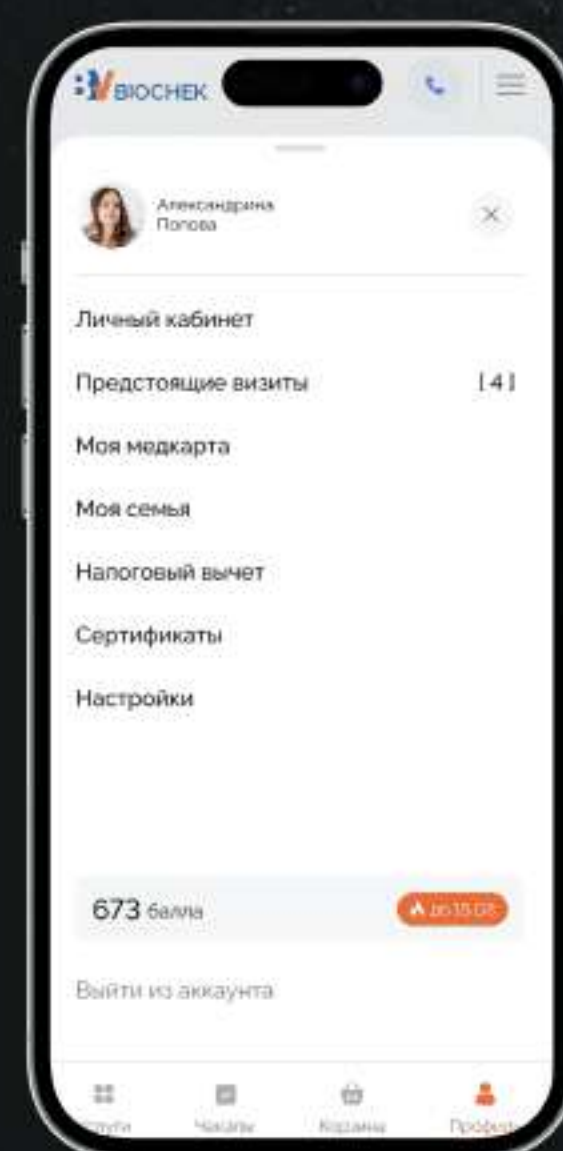 BIOCHEK
Александрина
Попова
Личный кабинет
Предстоящие визиты [4]
Моя медкарта
Моя семья
Налоговый вычет
Сертификаты
Настройки
673 балла
Выйти из аккаунта
Корзина
Профиль